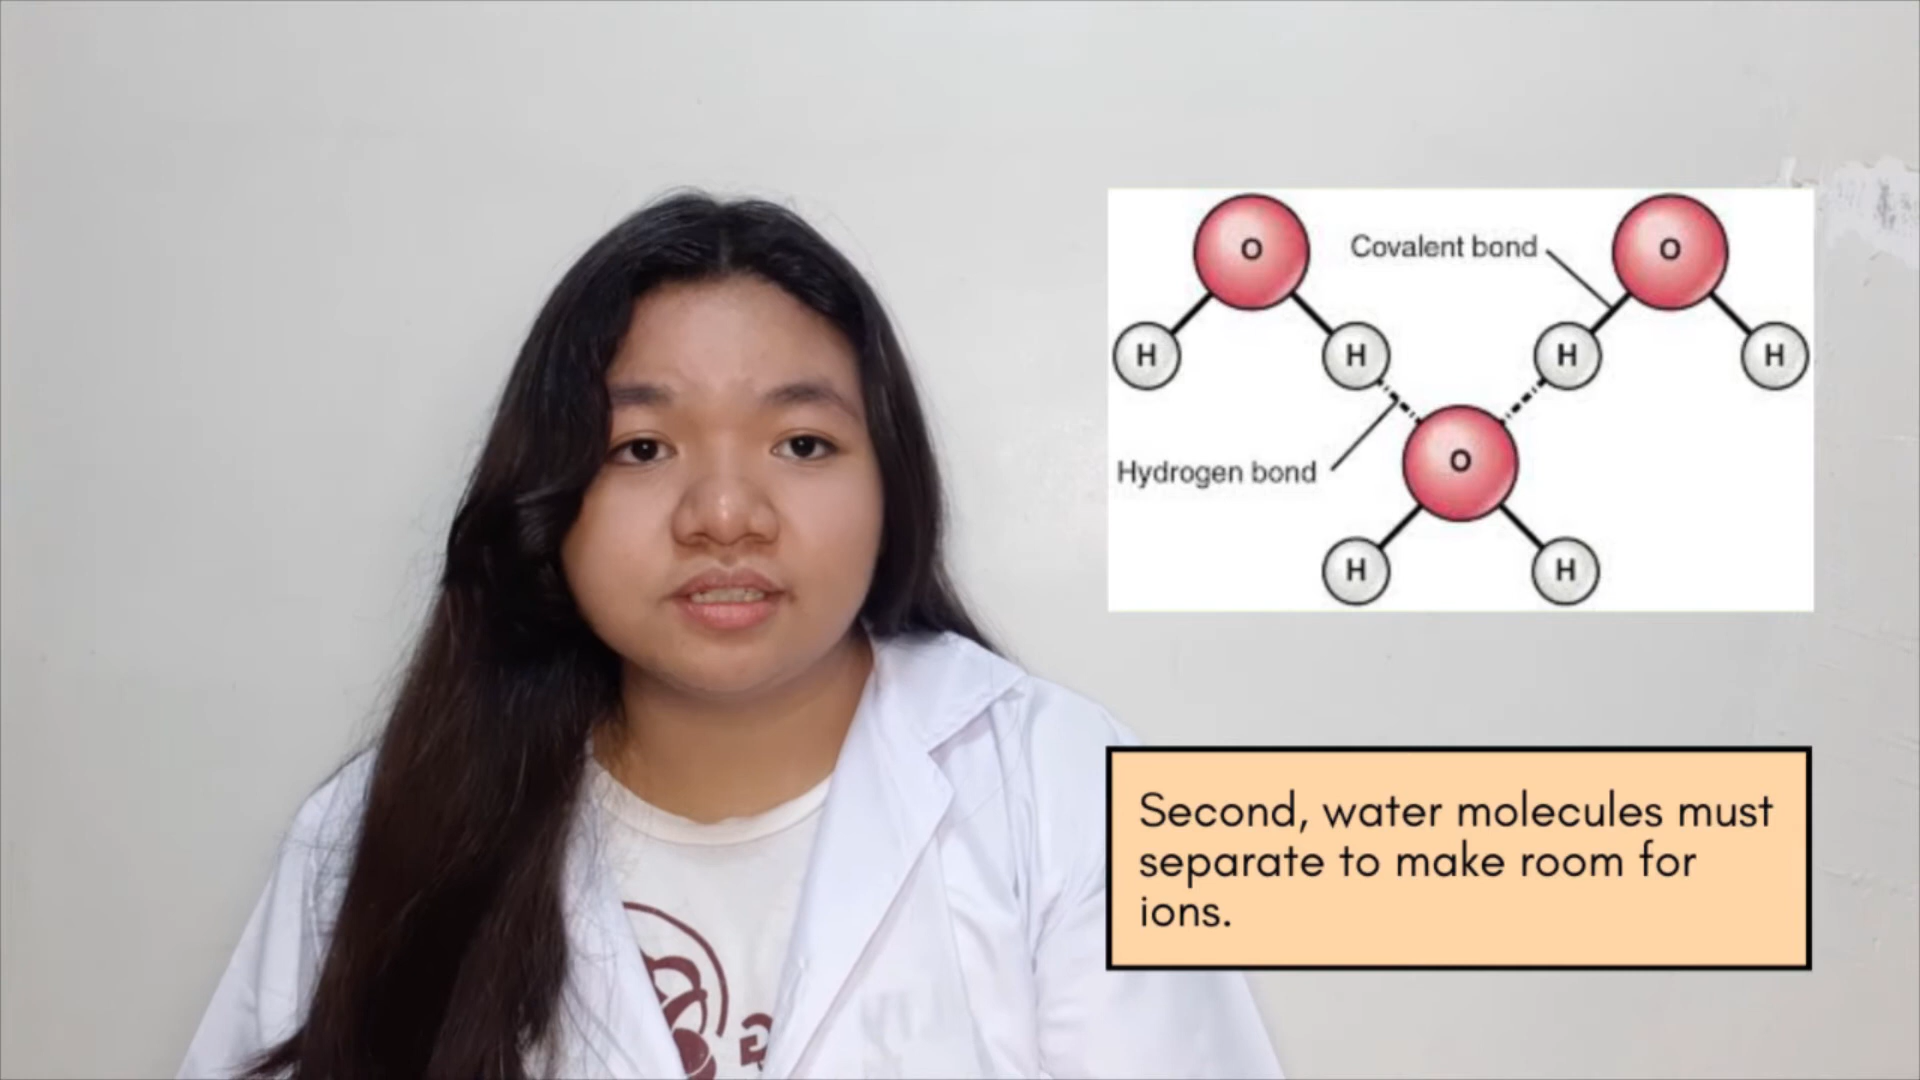 O
Covalent bond
O
H
H
H
H
Hydrogen bond
O
H
H
Second, water molecules must
separate to make room for
ions.